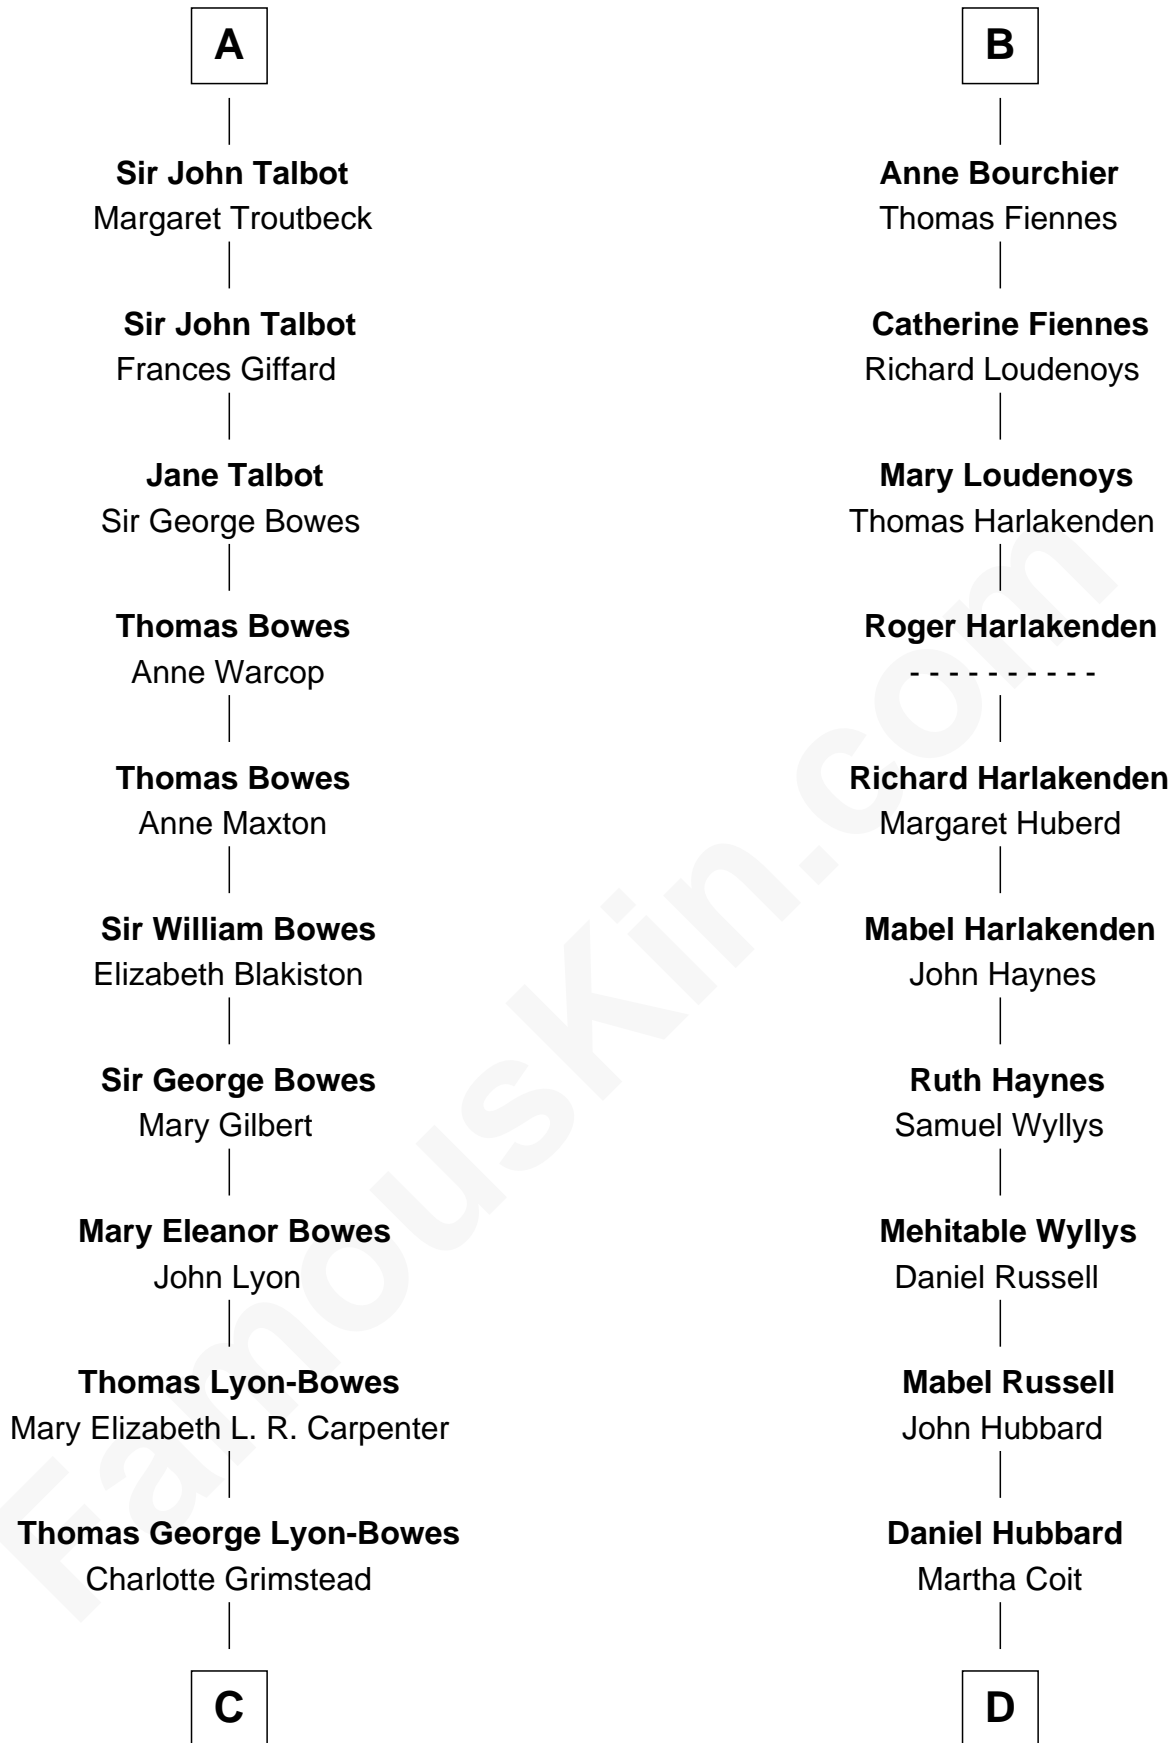 A
Sir John Talbot
Margaret Troutbeck
Sir John Talbot
Frances Giffard
Jane Talbot
Sir George Bowes
Thomas Bowes
Anne Warcop
Thomas Bowes
Anne Maxton
Sir William Bowes
Elizabeth Blakiston
Sir George Bowes
Mary Gilbert
Mary Eleanor Bowes
John Lyon
Thomas Lyon-Bowes
Mary Elizabeth L. R. Carpenter
Thomas George Lyon-Bowes
Charlotte Grimstead
C
B
Anne Bourchier
Thomas Fiennes
Catherine Fiennes
Richard Loudenoys
Mary Loudenoys
Thomas Harlakenden
Roger Harlakenden
- - - - - - - - - -
Richard Harlakenden
Margaret Huberd
Mabel Harlakenden
John Haynes
Ruth Haynes
Samuel Wyllys
Mehitable Wyllys
Daniel Russell
Mabel Russell
John Hubbard
Daniel Hubbard
Martha Coit
D
FamousKin.com